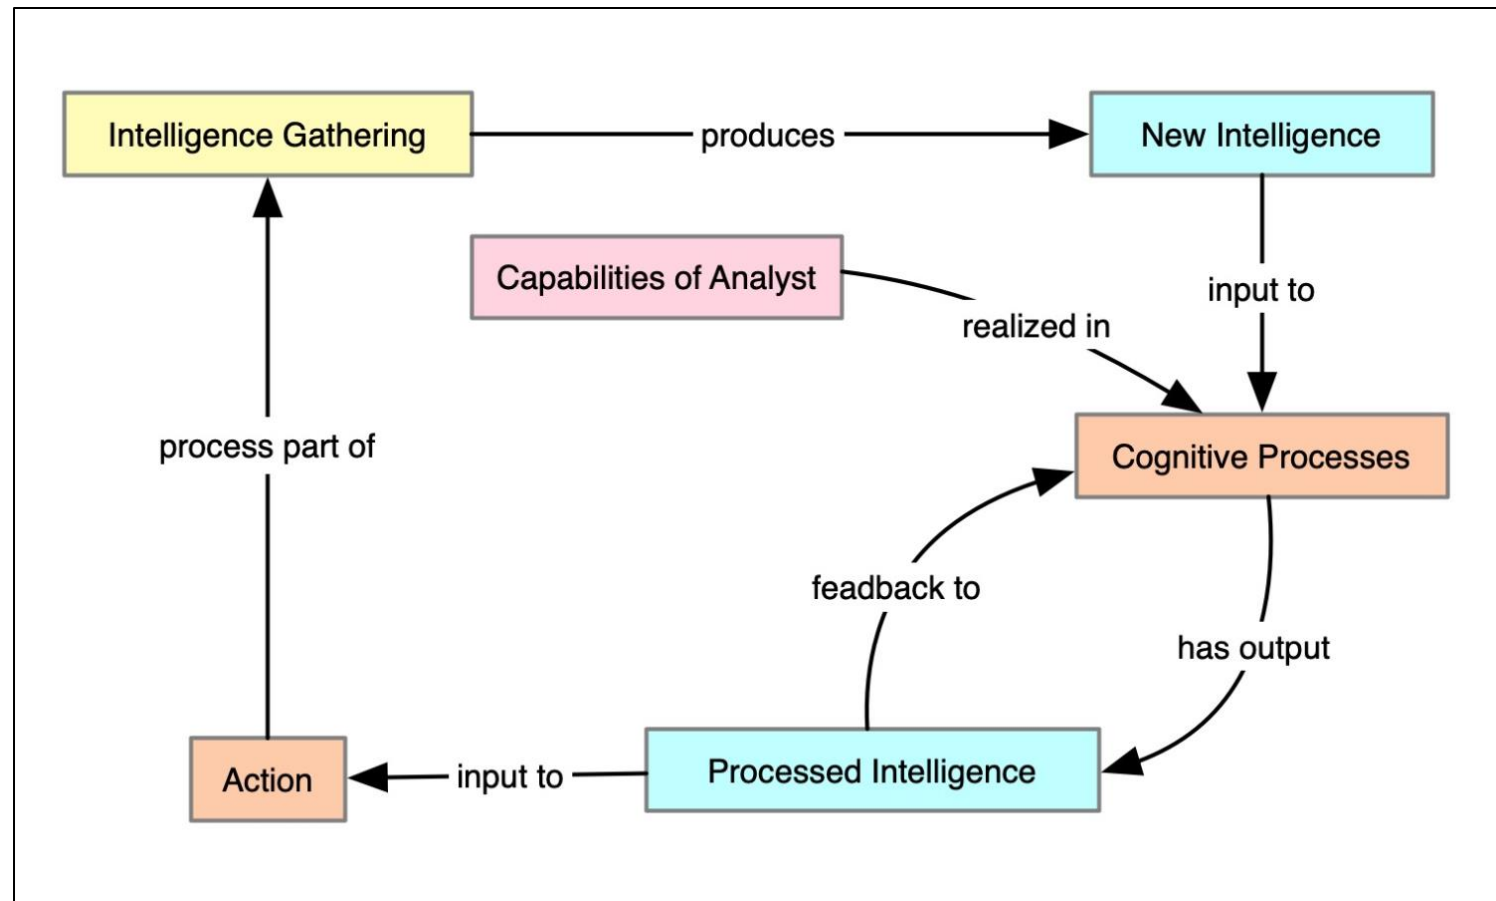 Intelligence Gathering
produces
New Intelligence
Capabilities of Analyst
input to
realized in
process part of
Cognitive Processes
feadback to
has output
Action
input to
Processed Intelligence